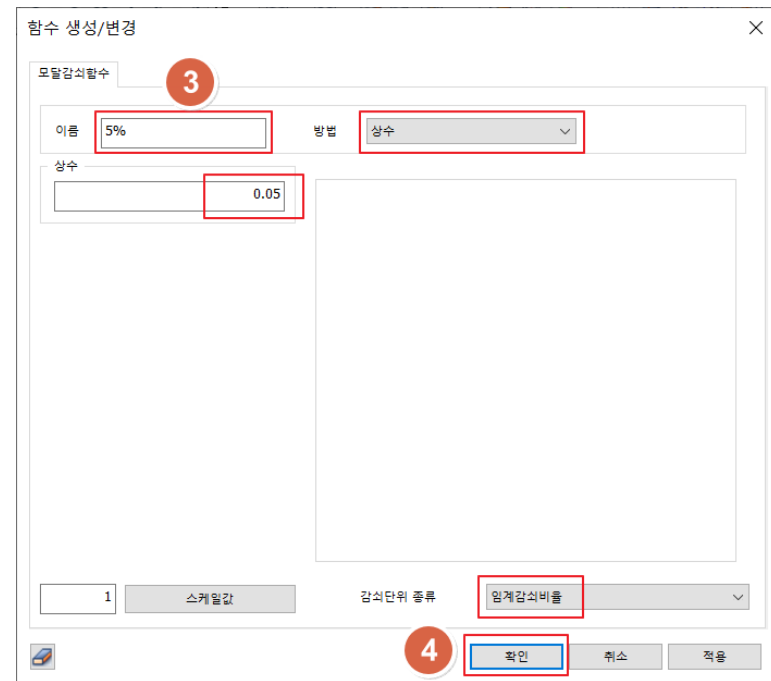 함수 생성/변경
모달감쇠함수
3
이름 5% 방법 상수
상수
0.05
1 스케일값 감쇠단위 종류 임계감쇠비율
4 확인 취소 적용